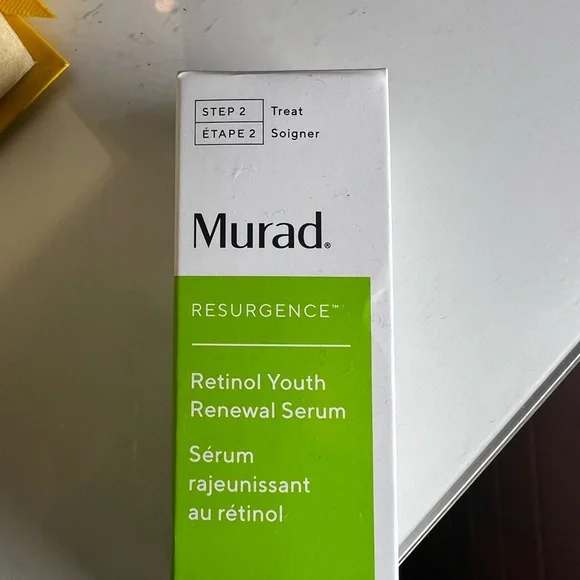 STEP 2 Treat
ÉTAPE 2 Soigner
Murad®
RESURGENCE™
Retinol Youth
Renewal Serum
Sérum
rajeunissant
au rétinol